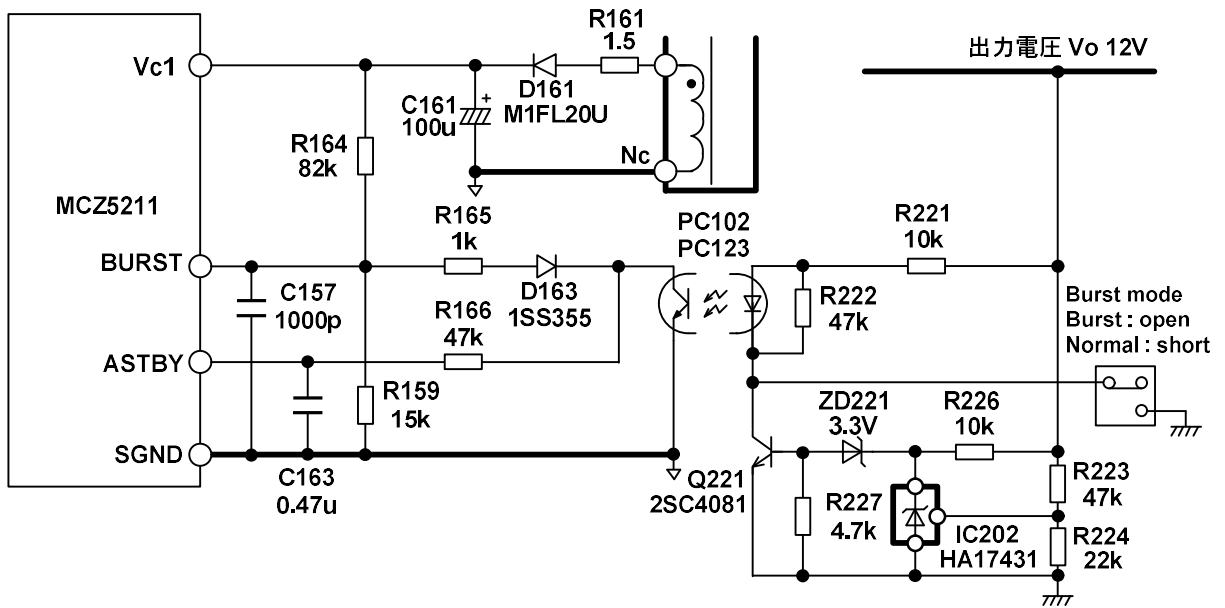 R161
1.5
出力電圧 Vo 12V
Vc1
D161
M1FL20U
C161
100u
+
R164
82k
Nc
MCZ5211
R165
1k
PC102
PC123
R221
10k
BURST
C157
1000p
D163
1SS355
R166
47k
R222
47k
Burst mode
Burst : open
Normal : short
ASTBY
R159
15k
ZD221
3.3V
R226
10k
SGND
C163
0.47u
Q221
2SC4081
R227
4.7k
IC202
HA17431
R223
47k
R224
22k